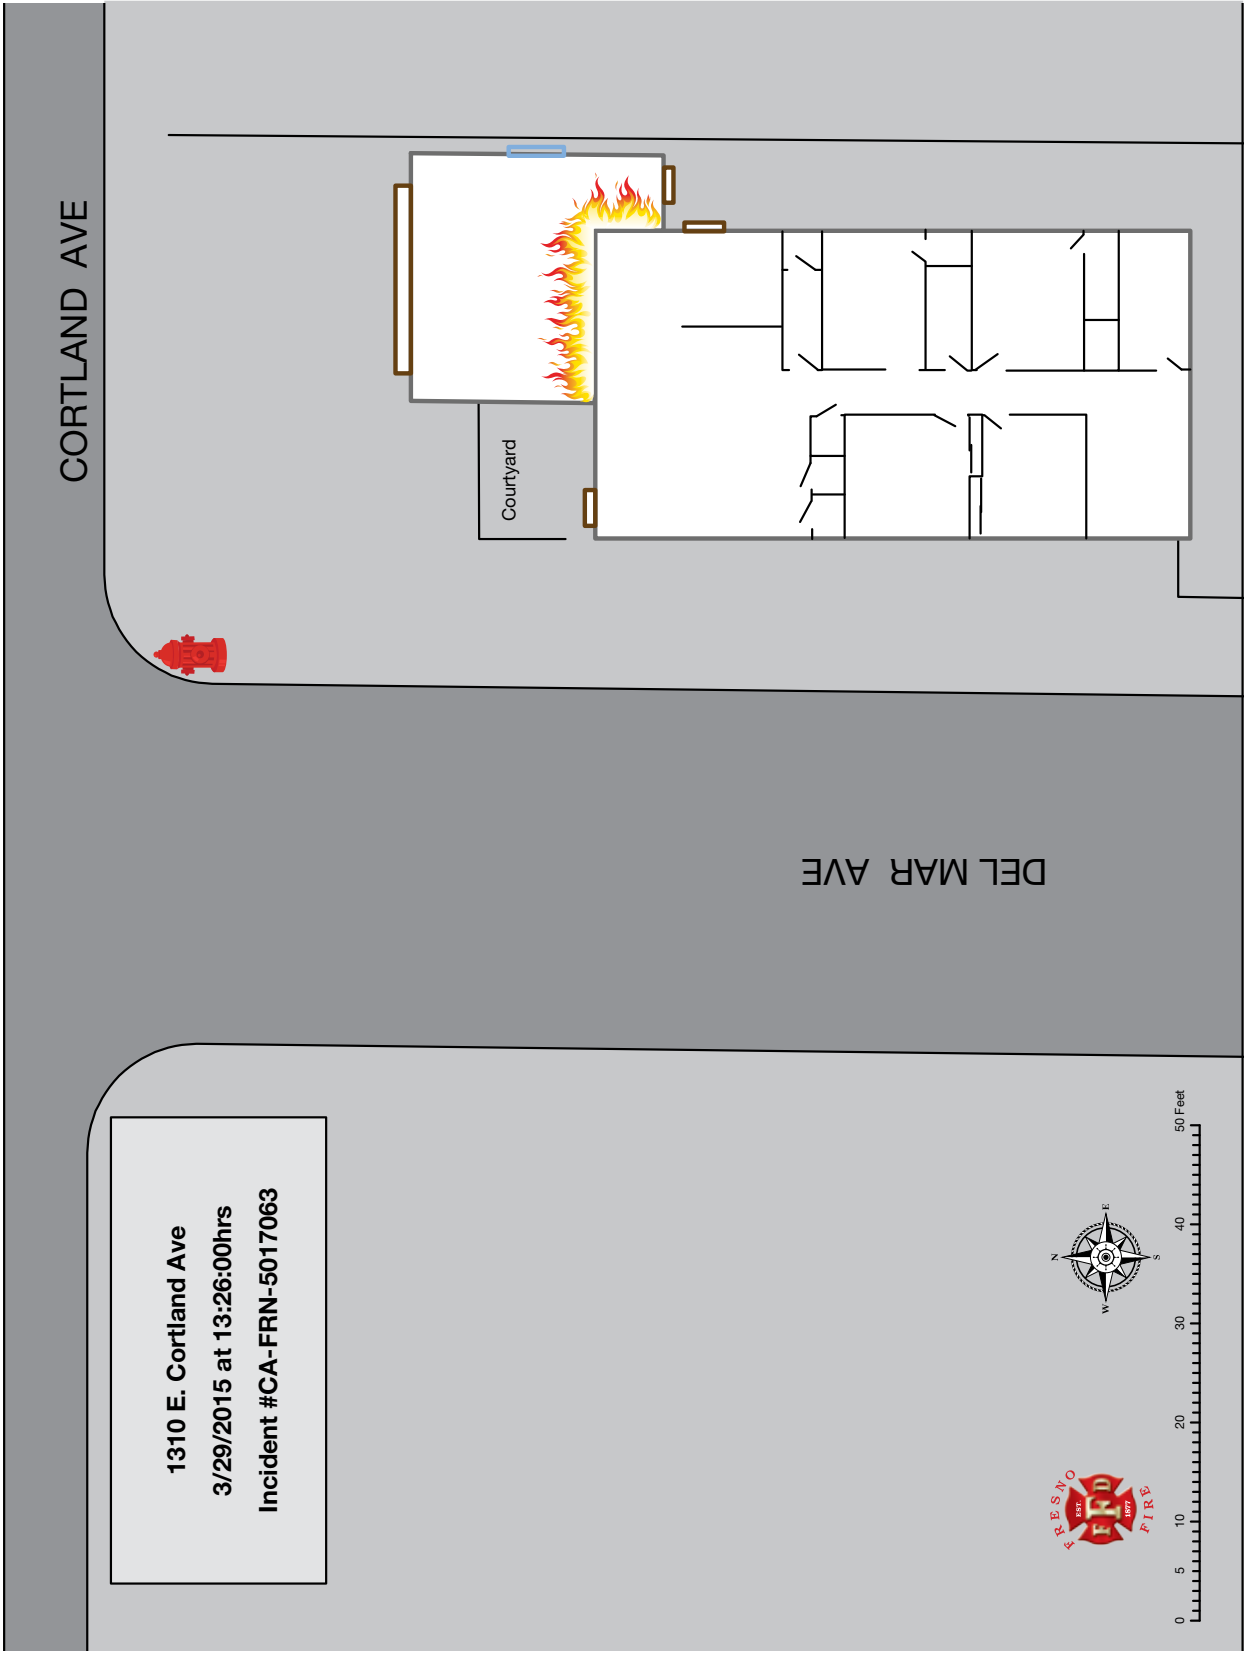 CORTLAND AVE
Courtyard
DEL MAR AVE
1310 E. Cortland Ave
3/29/2015 at 13:26:00hrs
Incident #CA-FRN-5017063
N
W
E
S
FRESNO
EST.
FFD
1877
FIRE
0 5 10 20 30 40 50 Feet